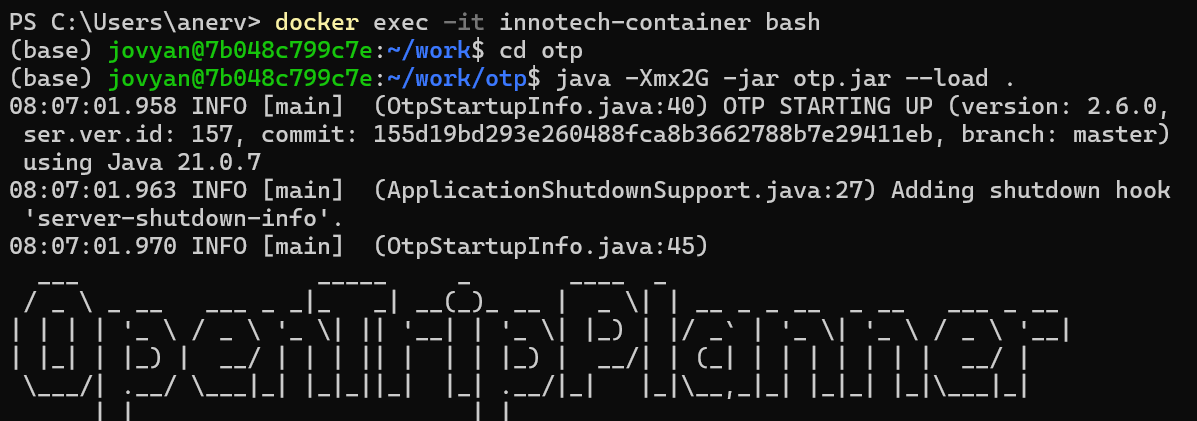 PS C:\Users\anerv> docker exec -it innotech-container bash
(base) jovyan@7b048c799c7e:~/work$ cd otp
(base) jovyan@7b048c799c7e:~/work/otp$ java -Xmx2G -jar otp.jar --load .
08:07:01.958 INFO [main]  (OtpStartupInfo.java:40) OTP STARTING UP (version: 2.6.0,
 ser.ver.id: 157, commit: 155d19bd293e260488fca8b3662788b7e29411eb, branch: master)
 using Java 21.0.7
08:07:01.963 INFO [main]  (ApplicationShutdownSupport.java:27) Adding shutdown hook
 'server-shutdown-info'.
08:07:01.970 INFO [main]  (OtpStartupInfo.java:45)
OpenTripPlanner